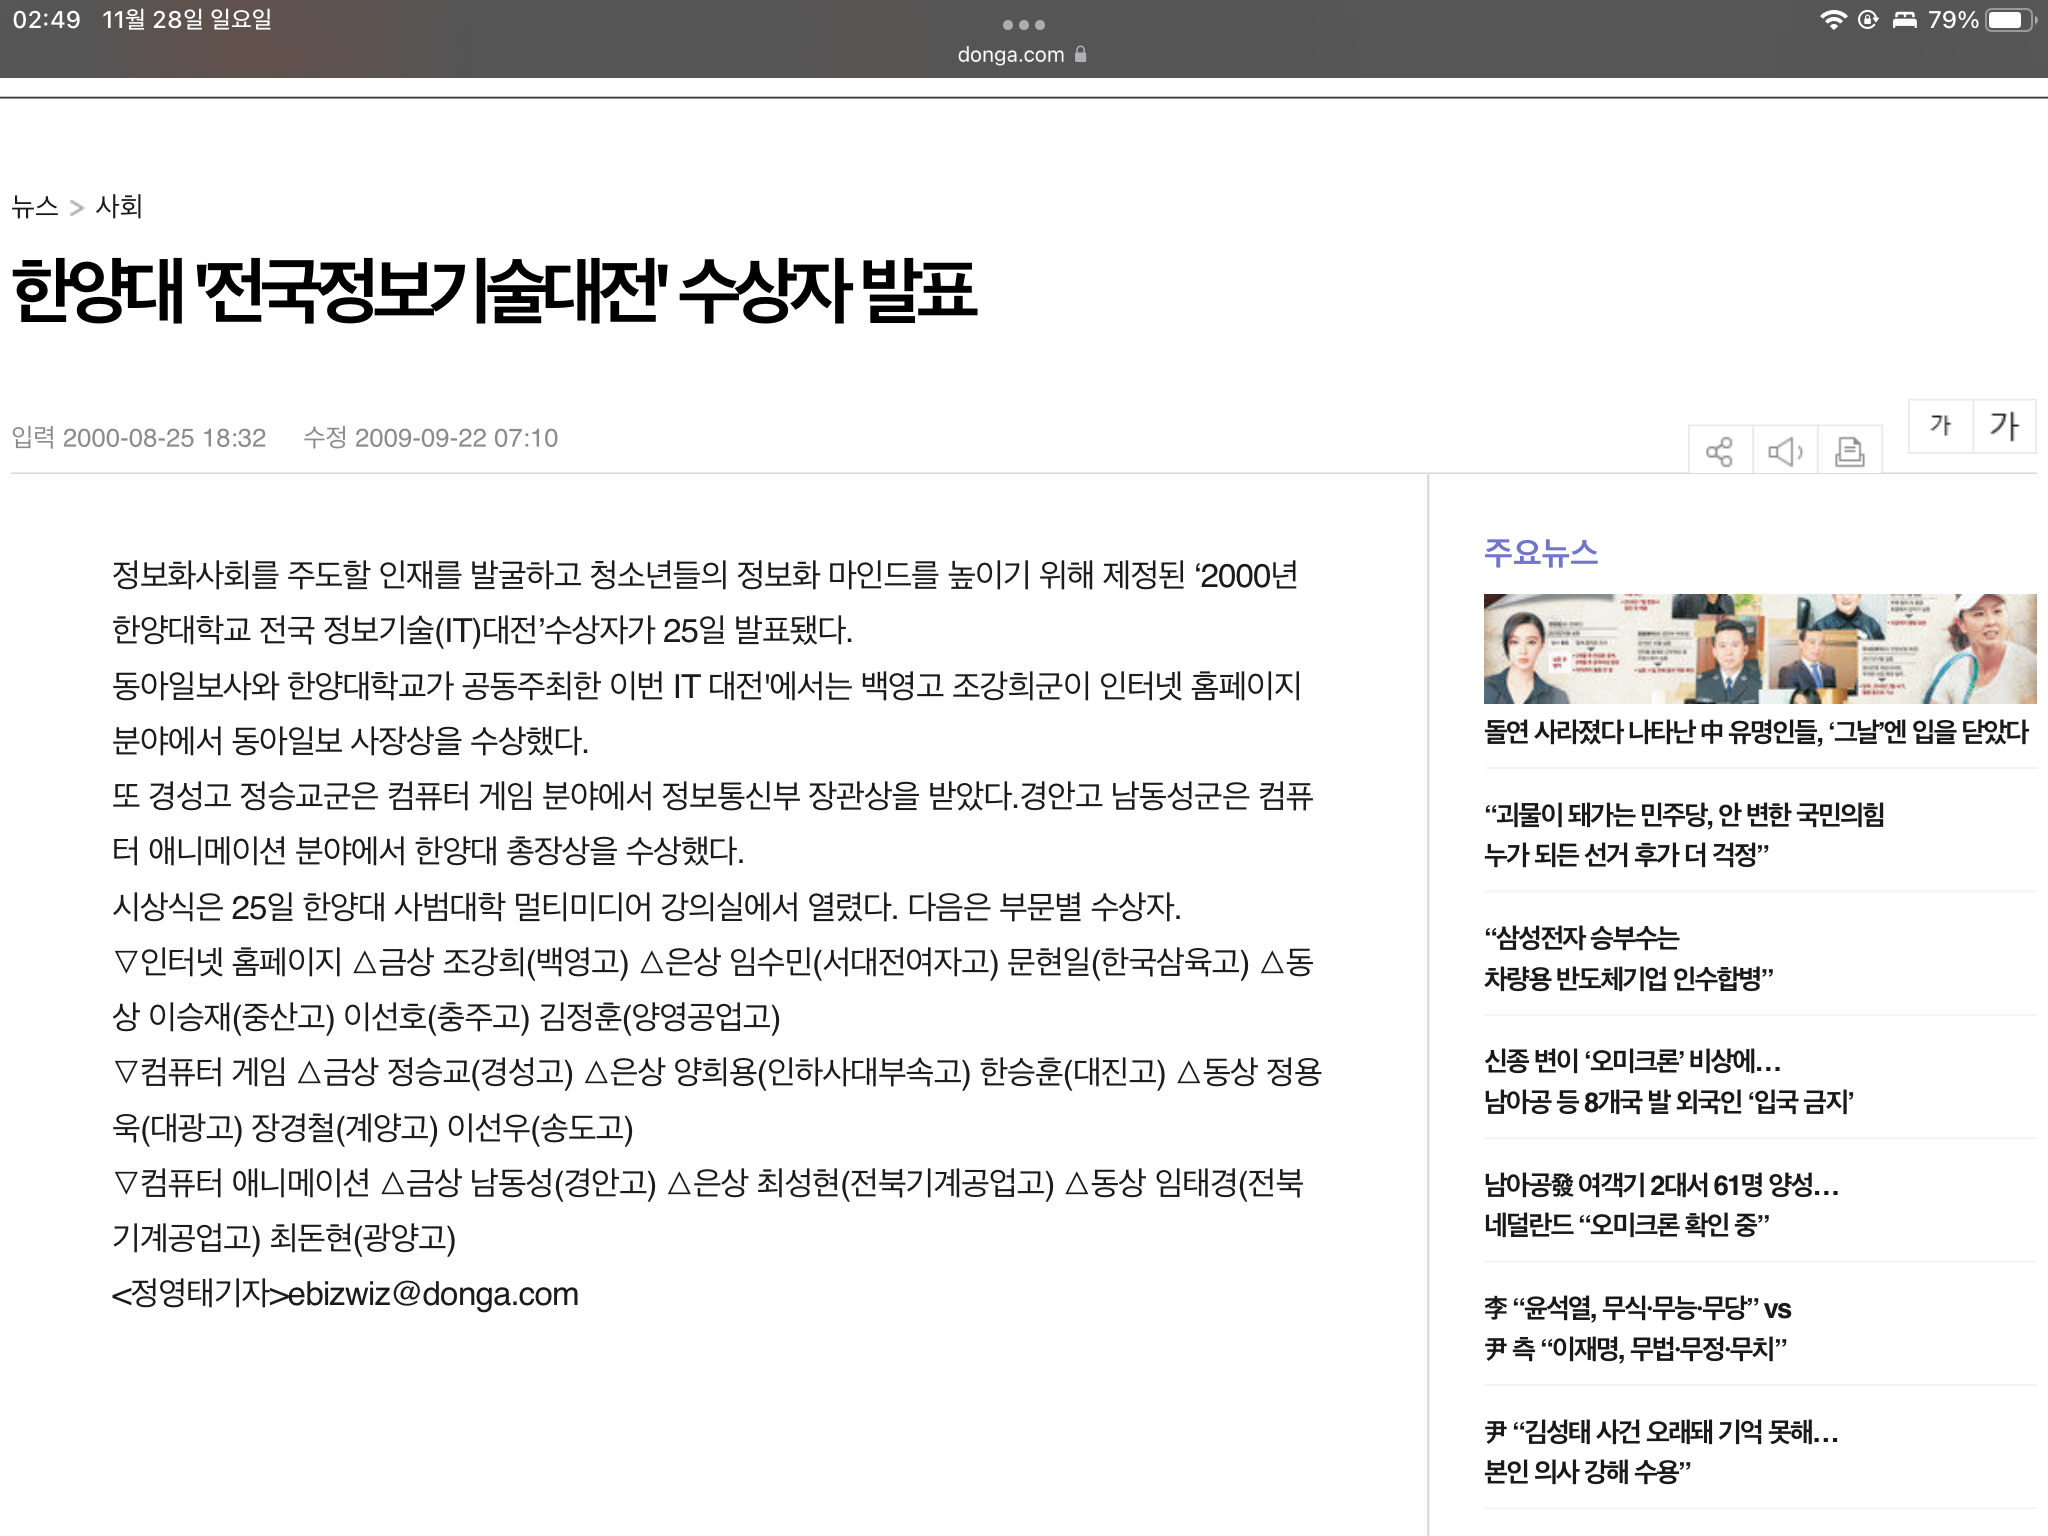 02:49 11월 28일 일요일
79%
donga.com
뉴스 > 사회
한양대 '전국정보기술대전' 수상자 발표
입력 2000-08-25 18:32 수정 2009-09-22 07:10
가 가
정보화사회를 주도할 인재를 발굴하고 청소년들의 정보화 마인드를 높이기 위해 제정된 ‘2000년
한양대학교 전국 정보기술(IT)대전’수상자가 25일 발표됐다.
동아일보사와 한양대학교가 공동주최한 이번 IT 대전'에서는 백영고 조강희군이 인터넷 홈페이지
분야에서 동아일보 사장상을 수상했다.
또 경성고 정승교군은 컴퓨터 게임 분야에서 정보통신부 장관상을 받았다.경안고 남동성군은 컴퓨
터 애니메이션 분야에서 한양대 총장상을 수상했다.
시상식은 25일 한양대 사범대학 멀티미디어 강의실에서 열렸다. 다음은 부문별 수상자.
▽인터넷 홈페이지 △금상 조강희(백영고) △은상 임수민(서대전여자고) 문현일(한국삼육고) △동
상 이승재(중산고) 이선호(충주고) 김정훈(양영공업고)
▽컴퓨터 게임 △금상 정승교(경성고) △은상 양희용(인하사대부속고) 한승훈(대진고) △동상 정용
욱(대광고) 장경철(계양고) 이선우(송도고)
▽컴퓨터 애니메이션 △금상 남동성(경안고) △은상 최성현(전북기계공업고) △동상 임태경(전북
기계공업고) 최돈현(광양고)
<정영태기자>ebizwiz@donga.com
주요뉴스
돌연 사라졌다 나타난 中 유명인들, ‘그날’엔 입을 닫았다
“괴물이 돼가는 민주당, 안 변한 국민의힘
누가 되든 선거 후가 더 걱정”
“삼성전자 승부수는
차량용 반도체기업 인수합병”
신종 변이 ‘오미크론’ 비상에…
남아공 등 8개국 발 외국인 ‘입국 금지’
남아공發 여객기 2대서 61명 양성…
네덜란드 “오미크론 확인 중”
李 “윤석열, 무식·무능·무당” vs
尹 측 “이재명, 무법·무정·무치”
尹 “김성태 사건 오래돼 기억 못해…
본인 의사 강해 수용”